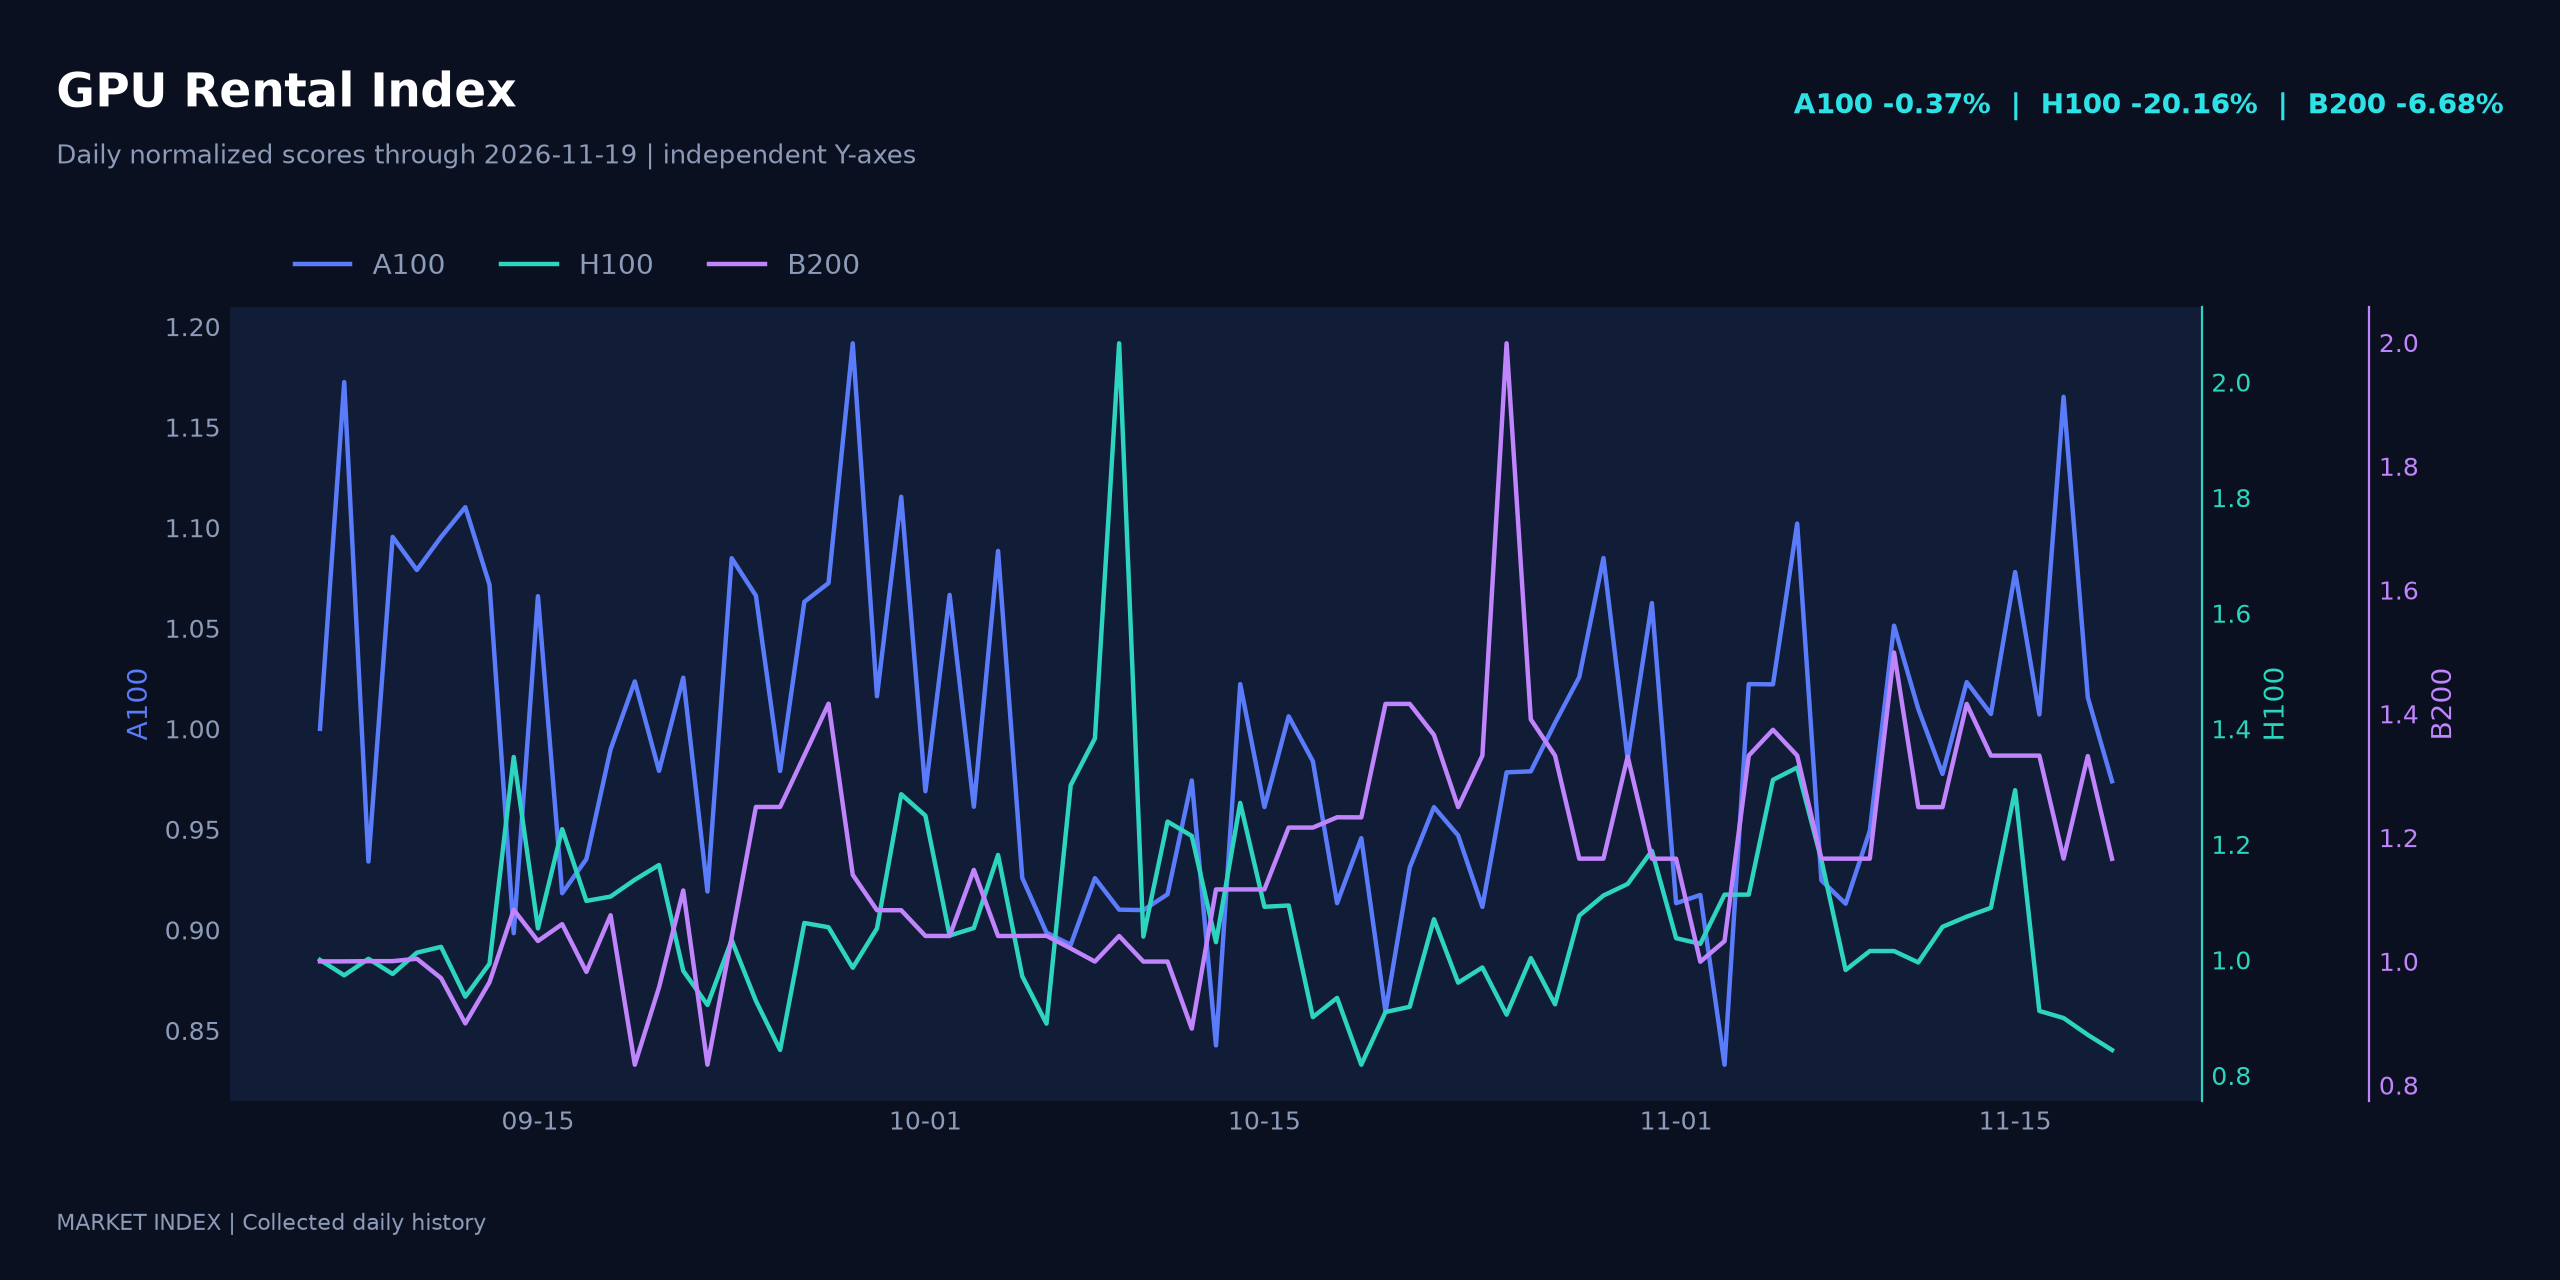 GPU Rental Index
A100 -0.37% | H100 -20.16% | B200 -6.68%
Daily normalized scores through 2026-11-19 | independent Y-axes
A100 H100 B200
1.20
1.15
1.10
1.05
1.00
0.95
0.90
0.85
A100
2.0
1.8
1.6
1.4
1.2
1.0
0.8
H100
2.0
1.8
1.6
1.4
1.2
1.0
0.8
B200
09-15 10-01 10-15 11-01 11-15
MARKET INDEX | Collected daily history